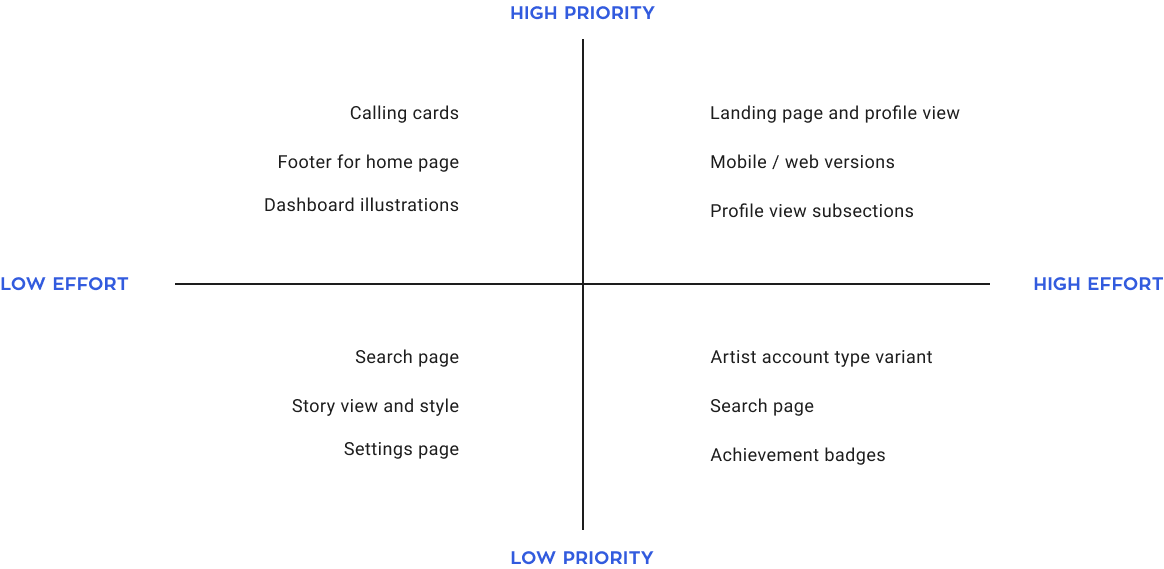 HIGH PRIORITY
Calling cards
Footer for home page
Dashboard illustrations
Landing page and profile view
Mobile / web versions
Profile view subsections
LOW EFFORT
HIGH EFFORT
Search page
Story view and style
Settings page
Artist account type variant
Search page
Achievement badges
LOW PRIORITY